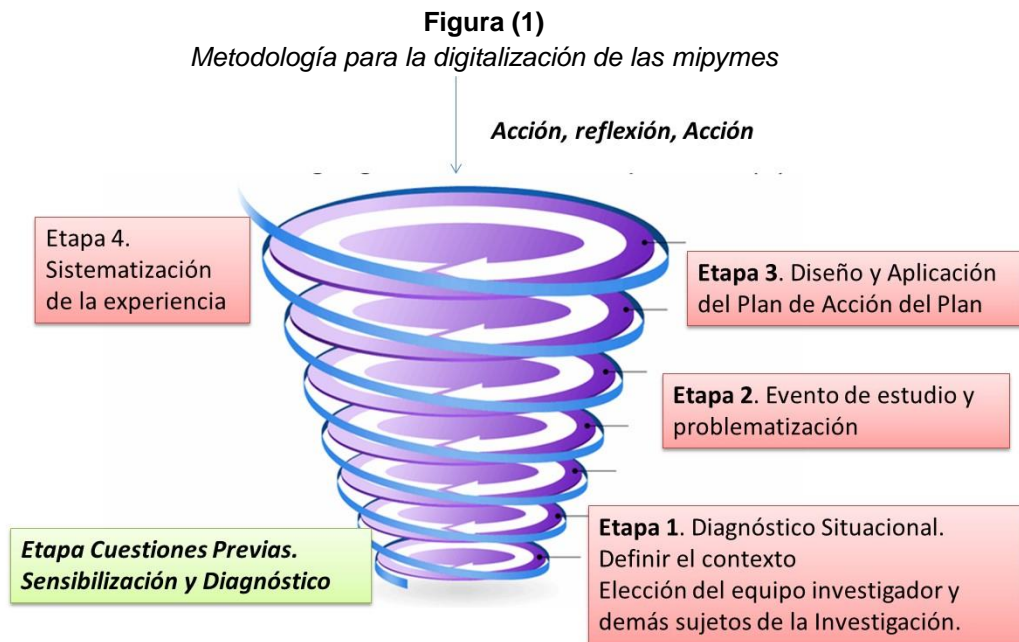 Figura (1)
Metodología para la digitalización de las mipymes
Acción, reflexión, Acción
Etapa 4.
Sistematización
de la experiencia
Etapa 3. Diseño y Aplicación
del Plan de Acción del Plan
Etapa 2. Evento de estudio y
problematización
Etapa Cuestiones Previas.
Sensibilización y Diagnóstico
Etapa 1. Diagnóstico Situacional.
Definir el contexto
Elección del equipo investigador y
demás sujetos de la Investigación.